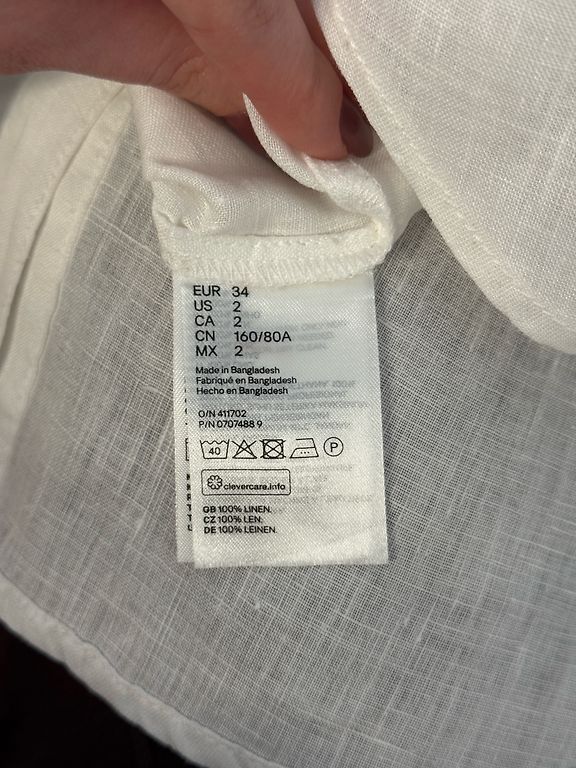 EUR 34
US 2
CA 2
CN 160/80A
MX 2
Made in Bangladesh
Fabriqué en Bangladesh
Hecho en Bangladesh
O/N 411702
P/N 0707488 9
40 P
clevercare.info
GB 100% LINEN.
CZ 100% LEN.
DE 100% LEINEN.